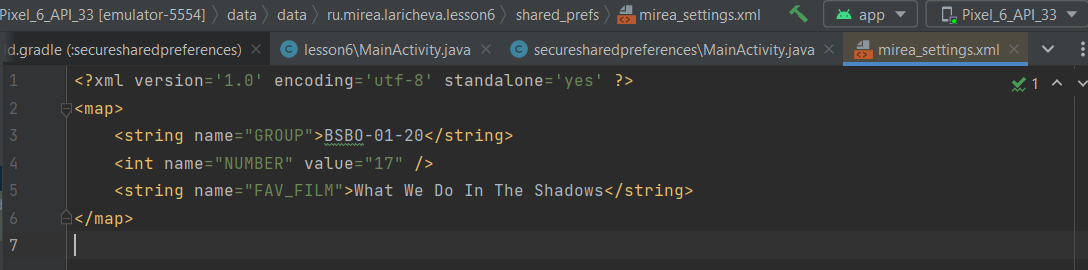 Pixel_6_API_33 [emulator-5554] data data ru.mirea.laricheva.lesson6 shared_prefs mirea_settings.xml app Pixel_6_API_33
ld.gradle (:securesharedpreferences) lesson6\MainActivity.java securesharedpreferences\MainActivity.java mirea_settings.xml
1 <?xml version='1.0' encoding='utf-8' standalone='yes' ?> 1
2 <map>
3 <string name="GROUP">BSBO-01-20</string>
4 <int name="NUMBER" value="17" />
5 <string name="FAV_FILM">What We Do In The Shadows</string>
6 </map>
7